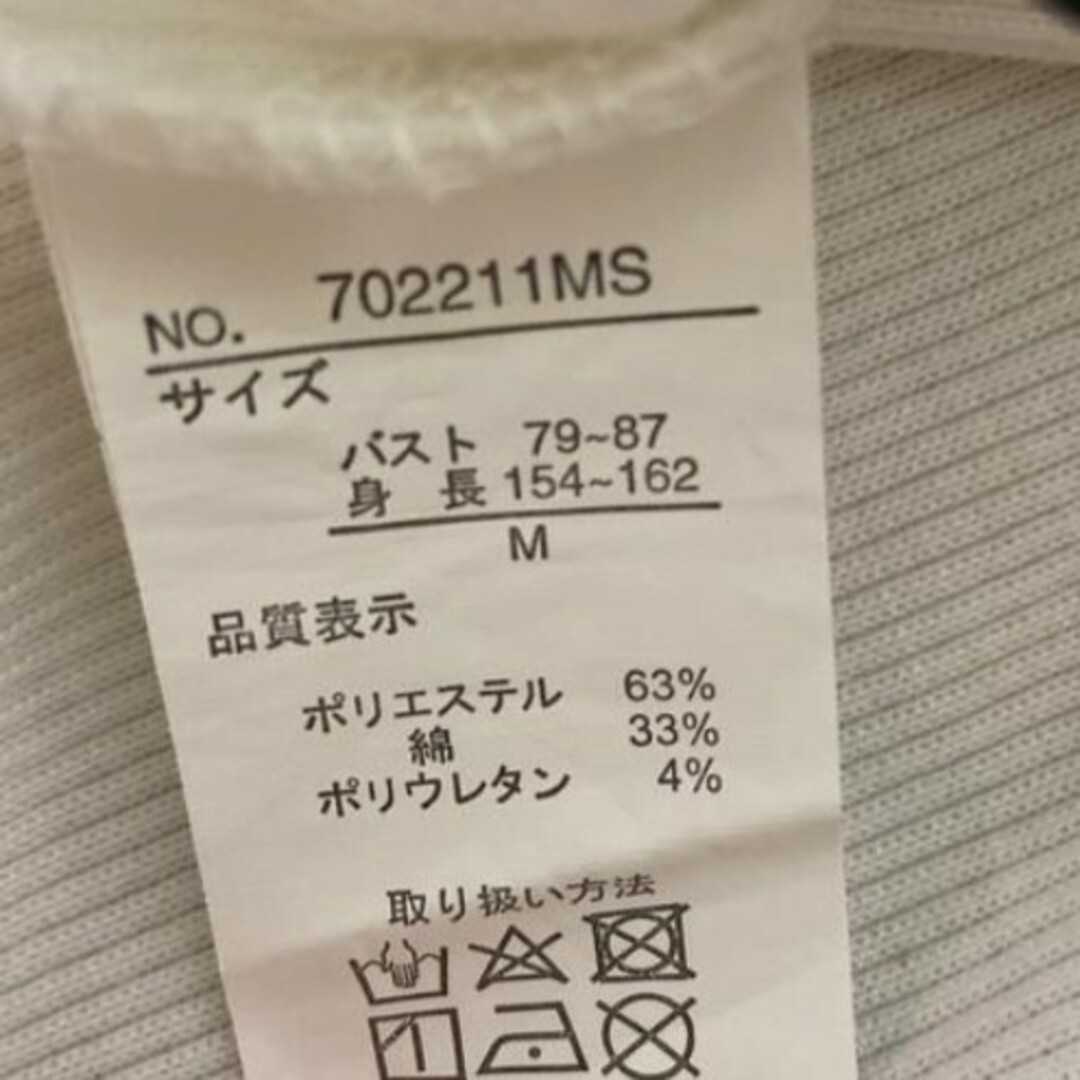 NO. 702211MS
サイズ
バスト 79~87
身 長 154~162
M
品質表示
ポリエステル 63%
綿 33%
ポリウレタン 4%
取り扱い方法